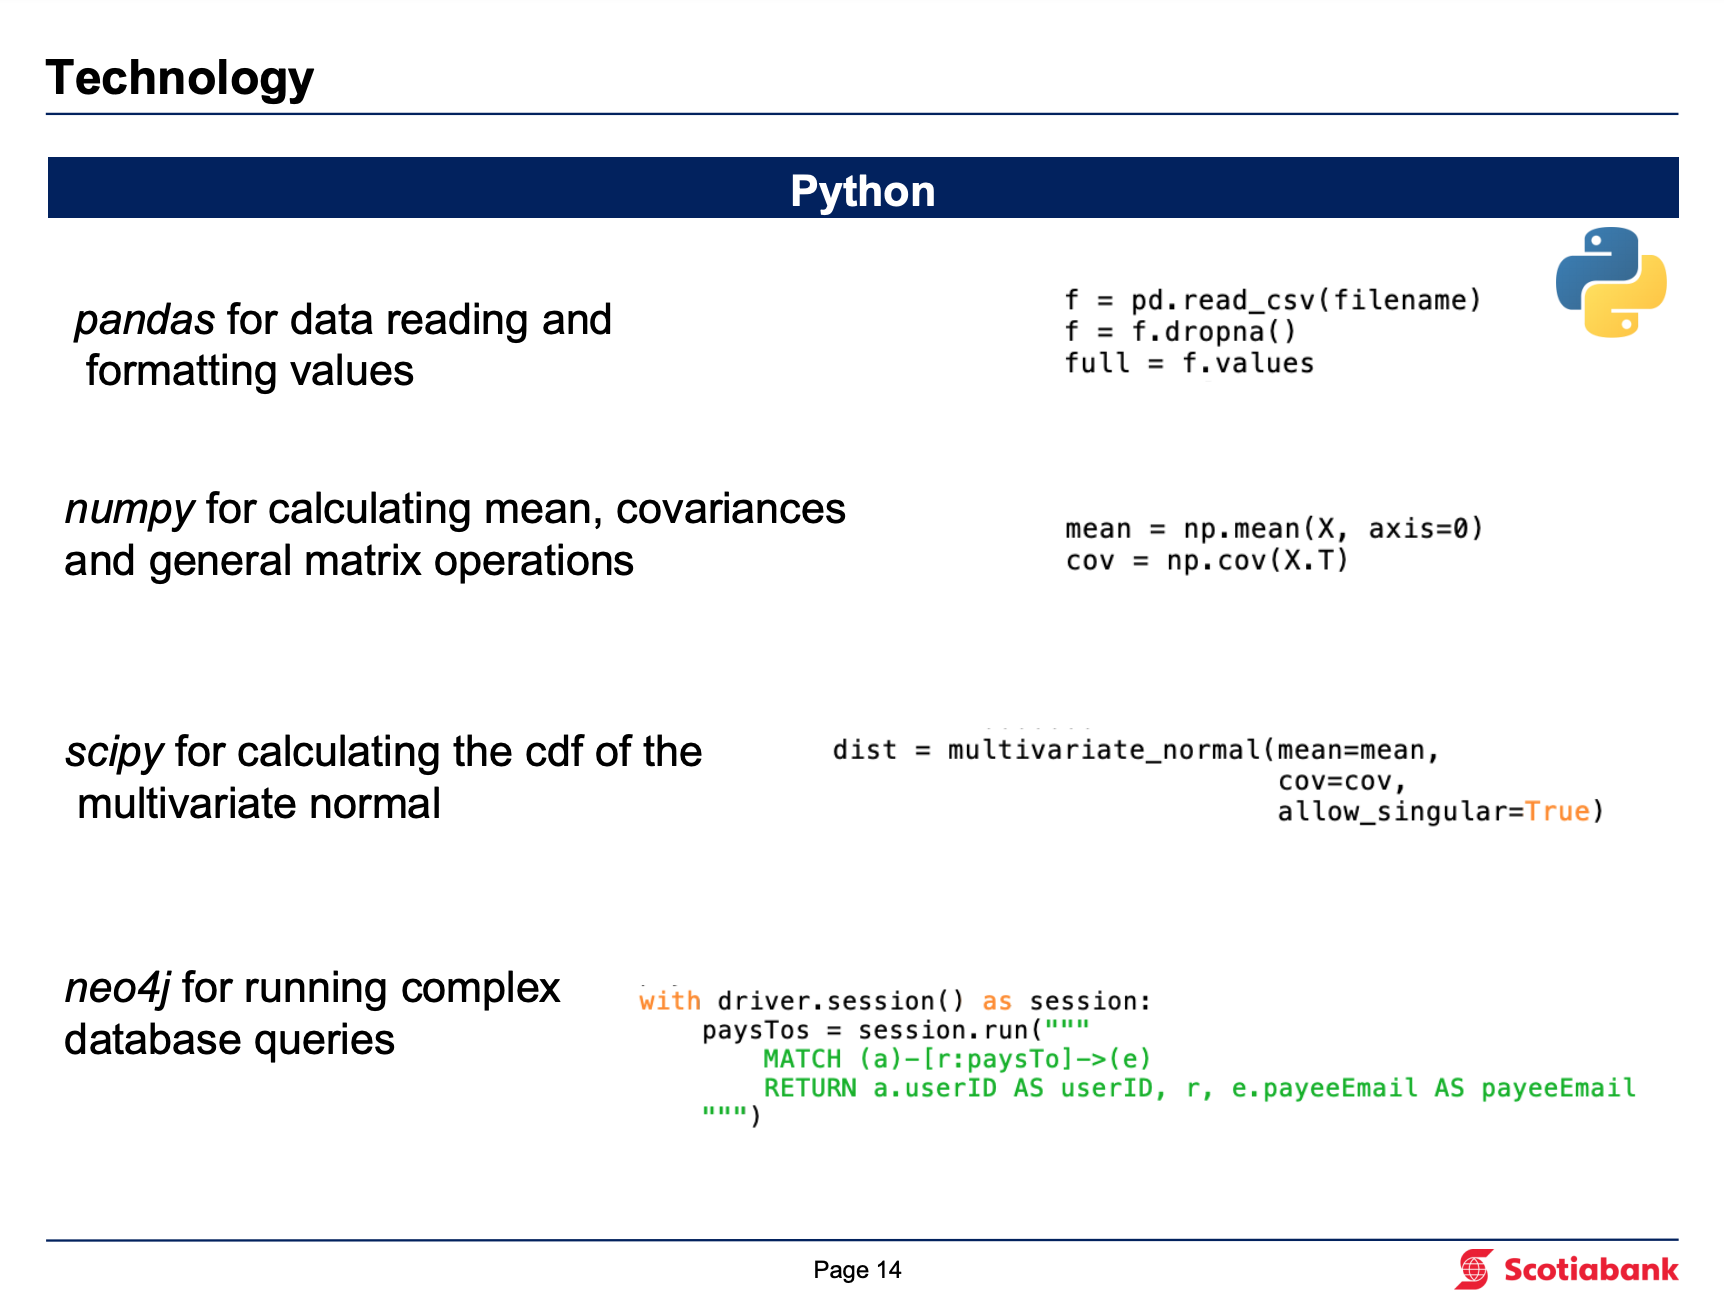 Technology
Python
pandas for data reading and
formatting values
f = pd.read_csv(filename)
f = f.dropna()
full = f.values
numpy for calculating mean, covariances
and general matrix operations
mean = np.mean(X, axis=0)
cov = np.cov(X.T)
scipy for calculating the cdf of the
multivariate normal
dist = multivariate_normal(mean=mean,
cov=cov,
allow_singular=True)
neo4j for running complex
database queries
with driver.session() as session:
paysTos = session.run("""
MATCH (a)-[r:paysTo]->(e)
RETURN a.userID AS userID, r, e.payeeEmail AS payeeEmail
""")
Page 14
Scotiabank